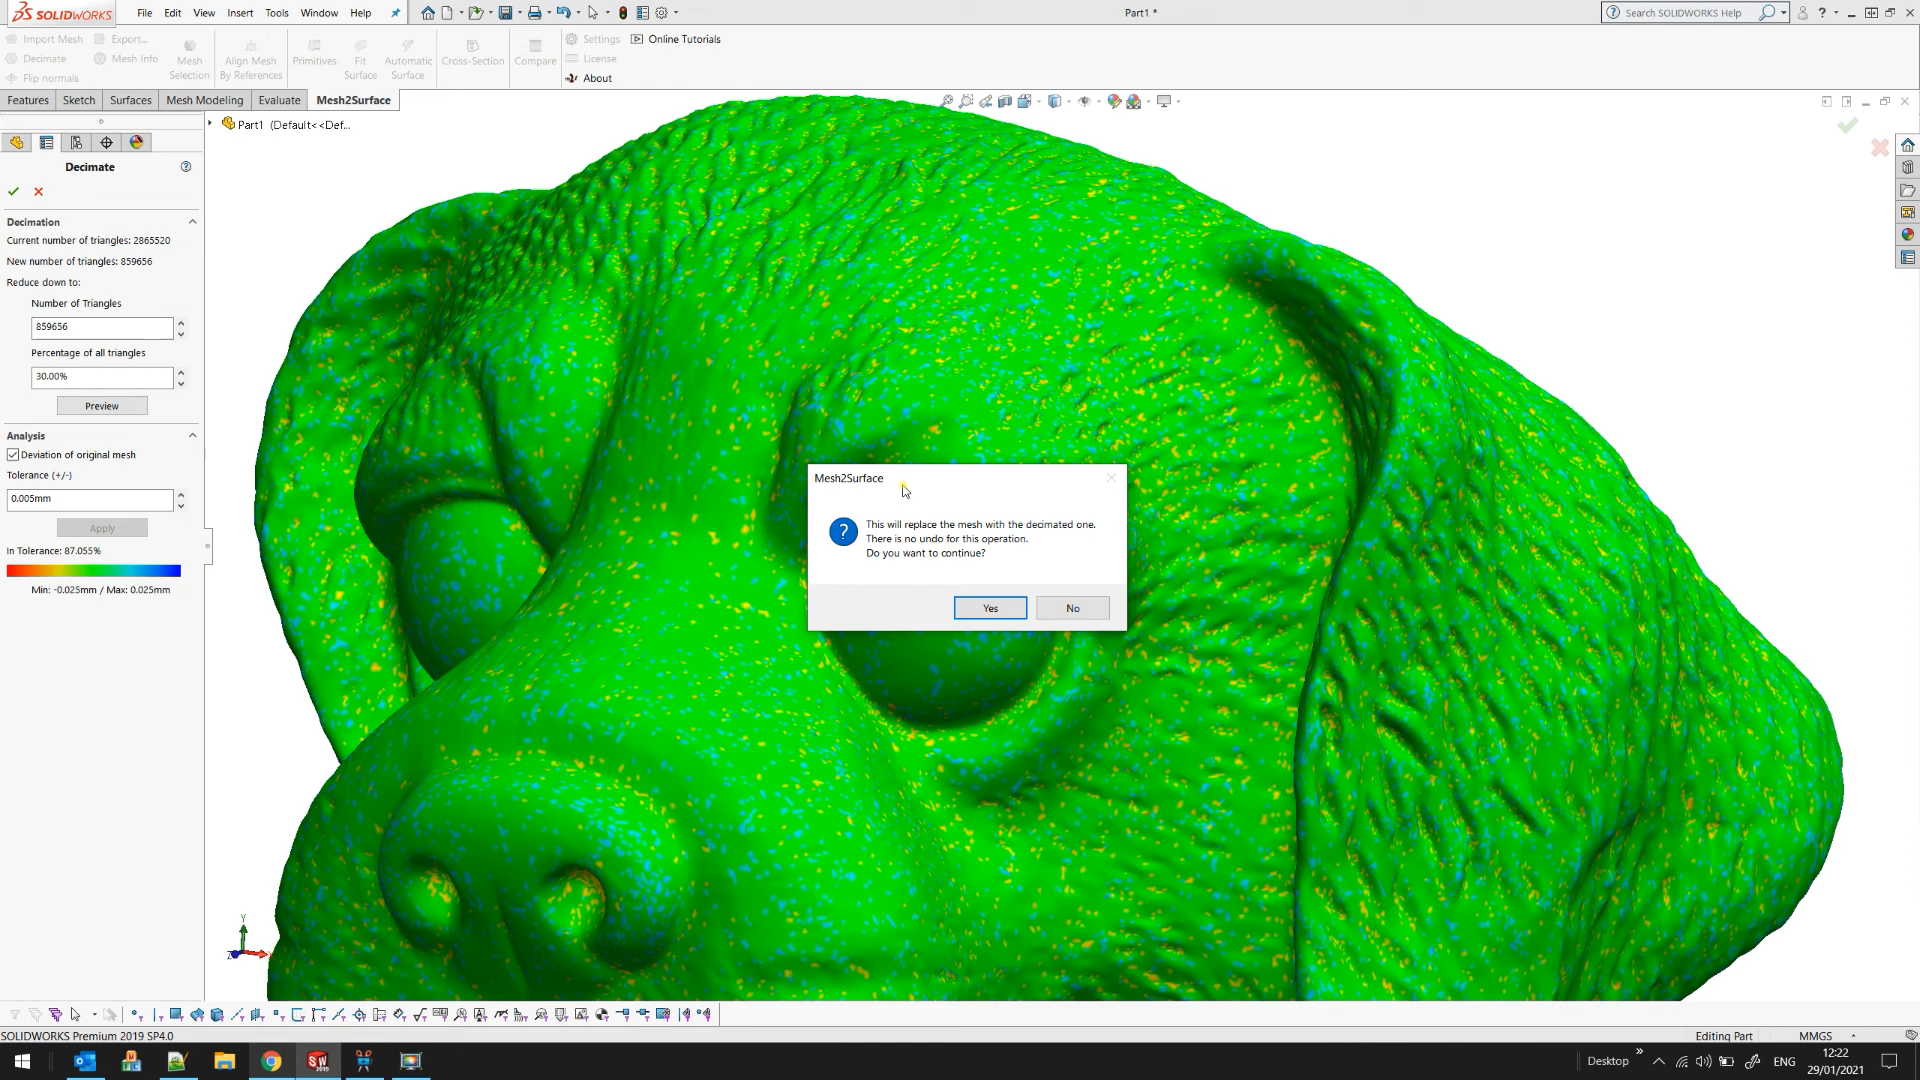 SOLIDWORKS
File Edit View Insert Tools Window Help
Part1 *
Search SOLIDWORKS Help
Import Mesh
Export...
Decimate
Mesh Info
Flip normals
Mesh
Selection
Align Mesh
By References
Primitives
Fit
Surface
Automatic
Surface
Cross-Section
Compare
Settings
Online Tutorials
License
About
Features Sketch Surfaces Mesh Modeling Evaluate Mesh2Surface
Part1 (Default<<Def...
Decimate
Decimation
Current number of triangles: 2865520
New number of triangles: 859656
Reduce down to:
Number of Triangles
859656
Percentage of all triangles
30.00%
Preview
Analysis
Deviation of original mesh
Tolerance (+/-)
0.005mm
Apply
In Tolerance: 87.055%
Min: -0.025mm / Max: 0.025mm
Mesh2Surface
This will replace the mesh with the decimated one.
There is no undo for this operation.
Do you want to continue?
Yes
No
Y
Z
SOLIDWORKS Premium 2019 SP4.0
Editing Part
MMGS
Desktop
ENG
12:22
29/01/2021